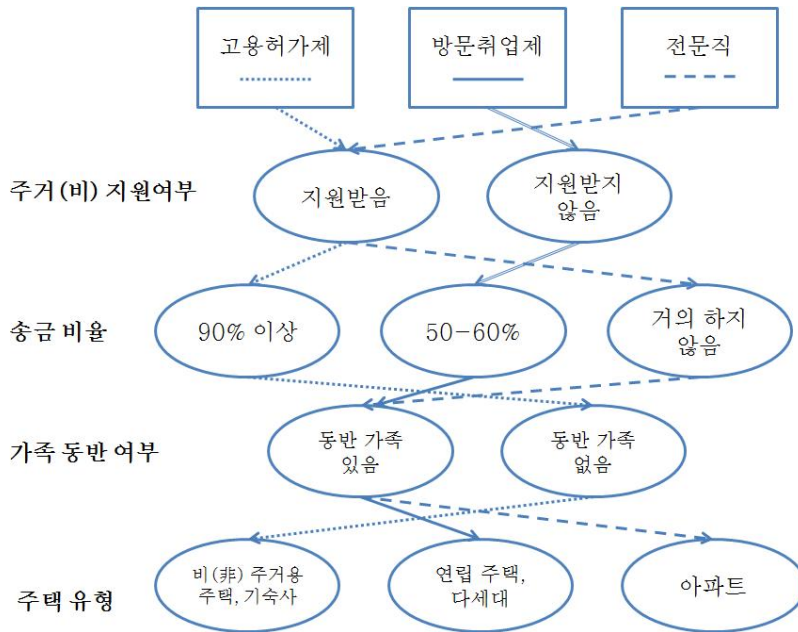 고용허가제
방문취업제
전문직
주거(비) 지원여부
지원받음
지원받지
않음
송금 비율
90% 이상
50-60%
거의 하지
않음
가족 동반 여부
동반 가족
있음
동반 가족
없음
주택 유형
비(非) 주거용
주택, 기숙사
연립 주택,
다세대
아파트